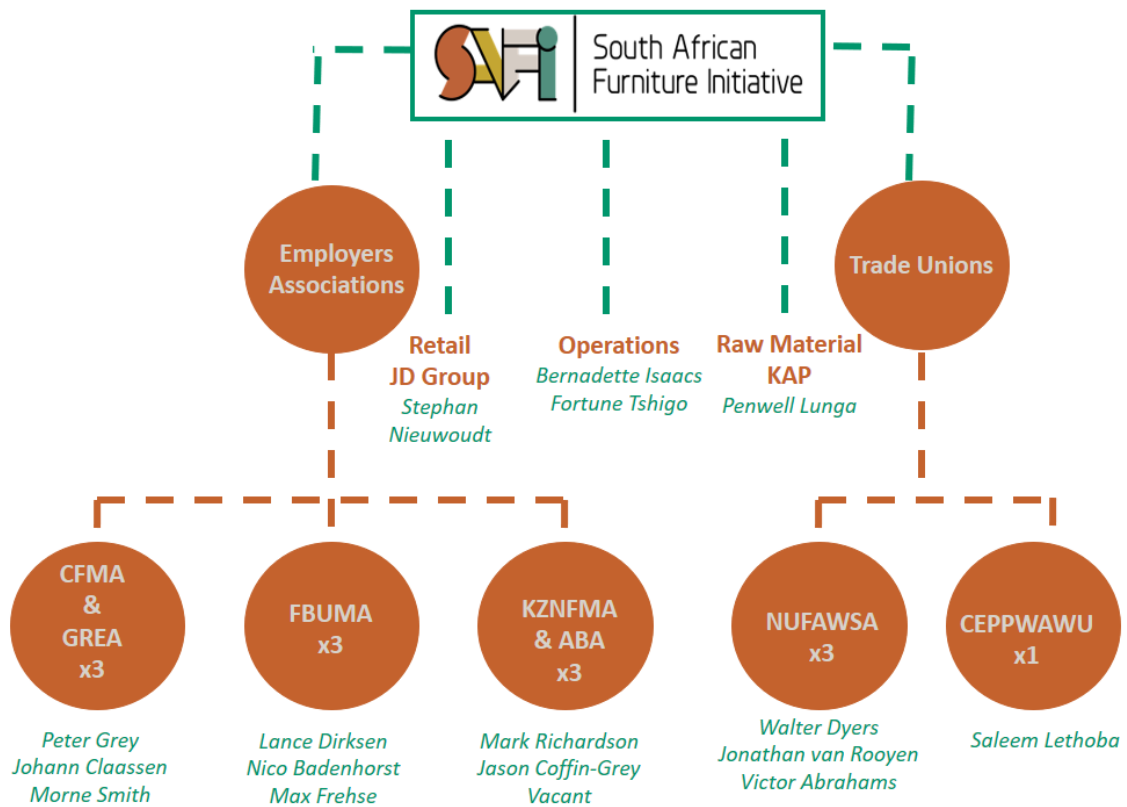 SAFI
South African
Furniture Initiative
Employers
Associations
Trade Unions
Retail
JD Group
Stephan
Nieuwoudt
Operations
Bernadette Isaacs
Fortune Tshigo
Raw Material
KAP
Penwell Lunga
CFMA
&
GREA
x3
FBUMA
x3
KZNFMA
& ABA
x3
NUFAWSA
x3
CEPPWAWU
x1
Peter Grey
Johann Claassen
Morne Smith
Lance Dirksen
Nico Badenhorst
Max Frehse
Mark Richardson
Jason Coffin-Grey
Vacant
Walter Dyers
Jonathan van Rooyen
Victor Abrahams
Saleem Lethoba